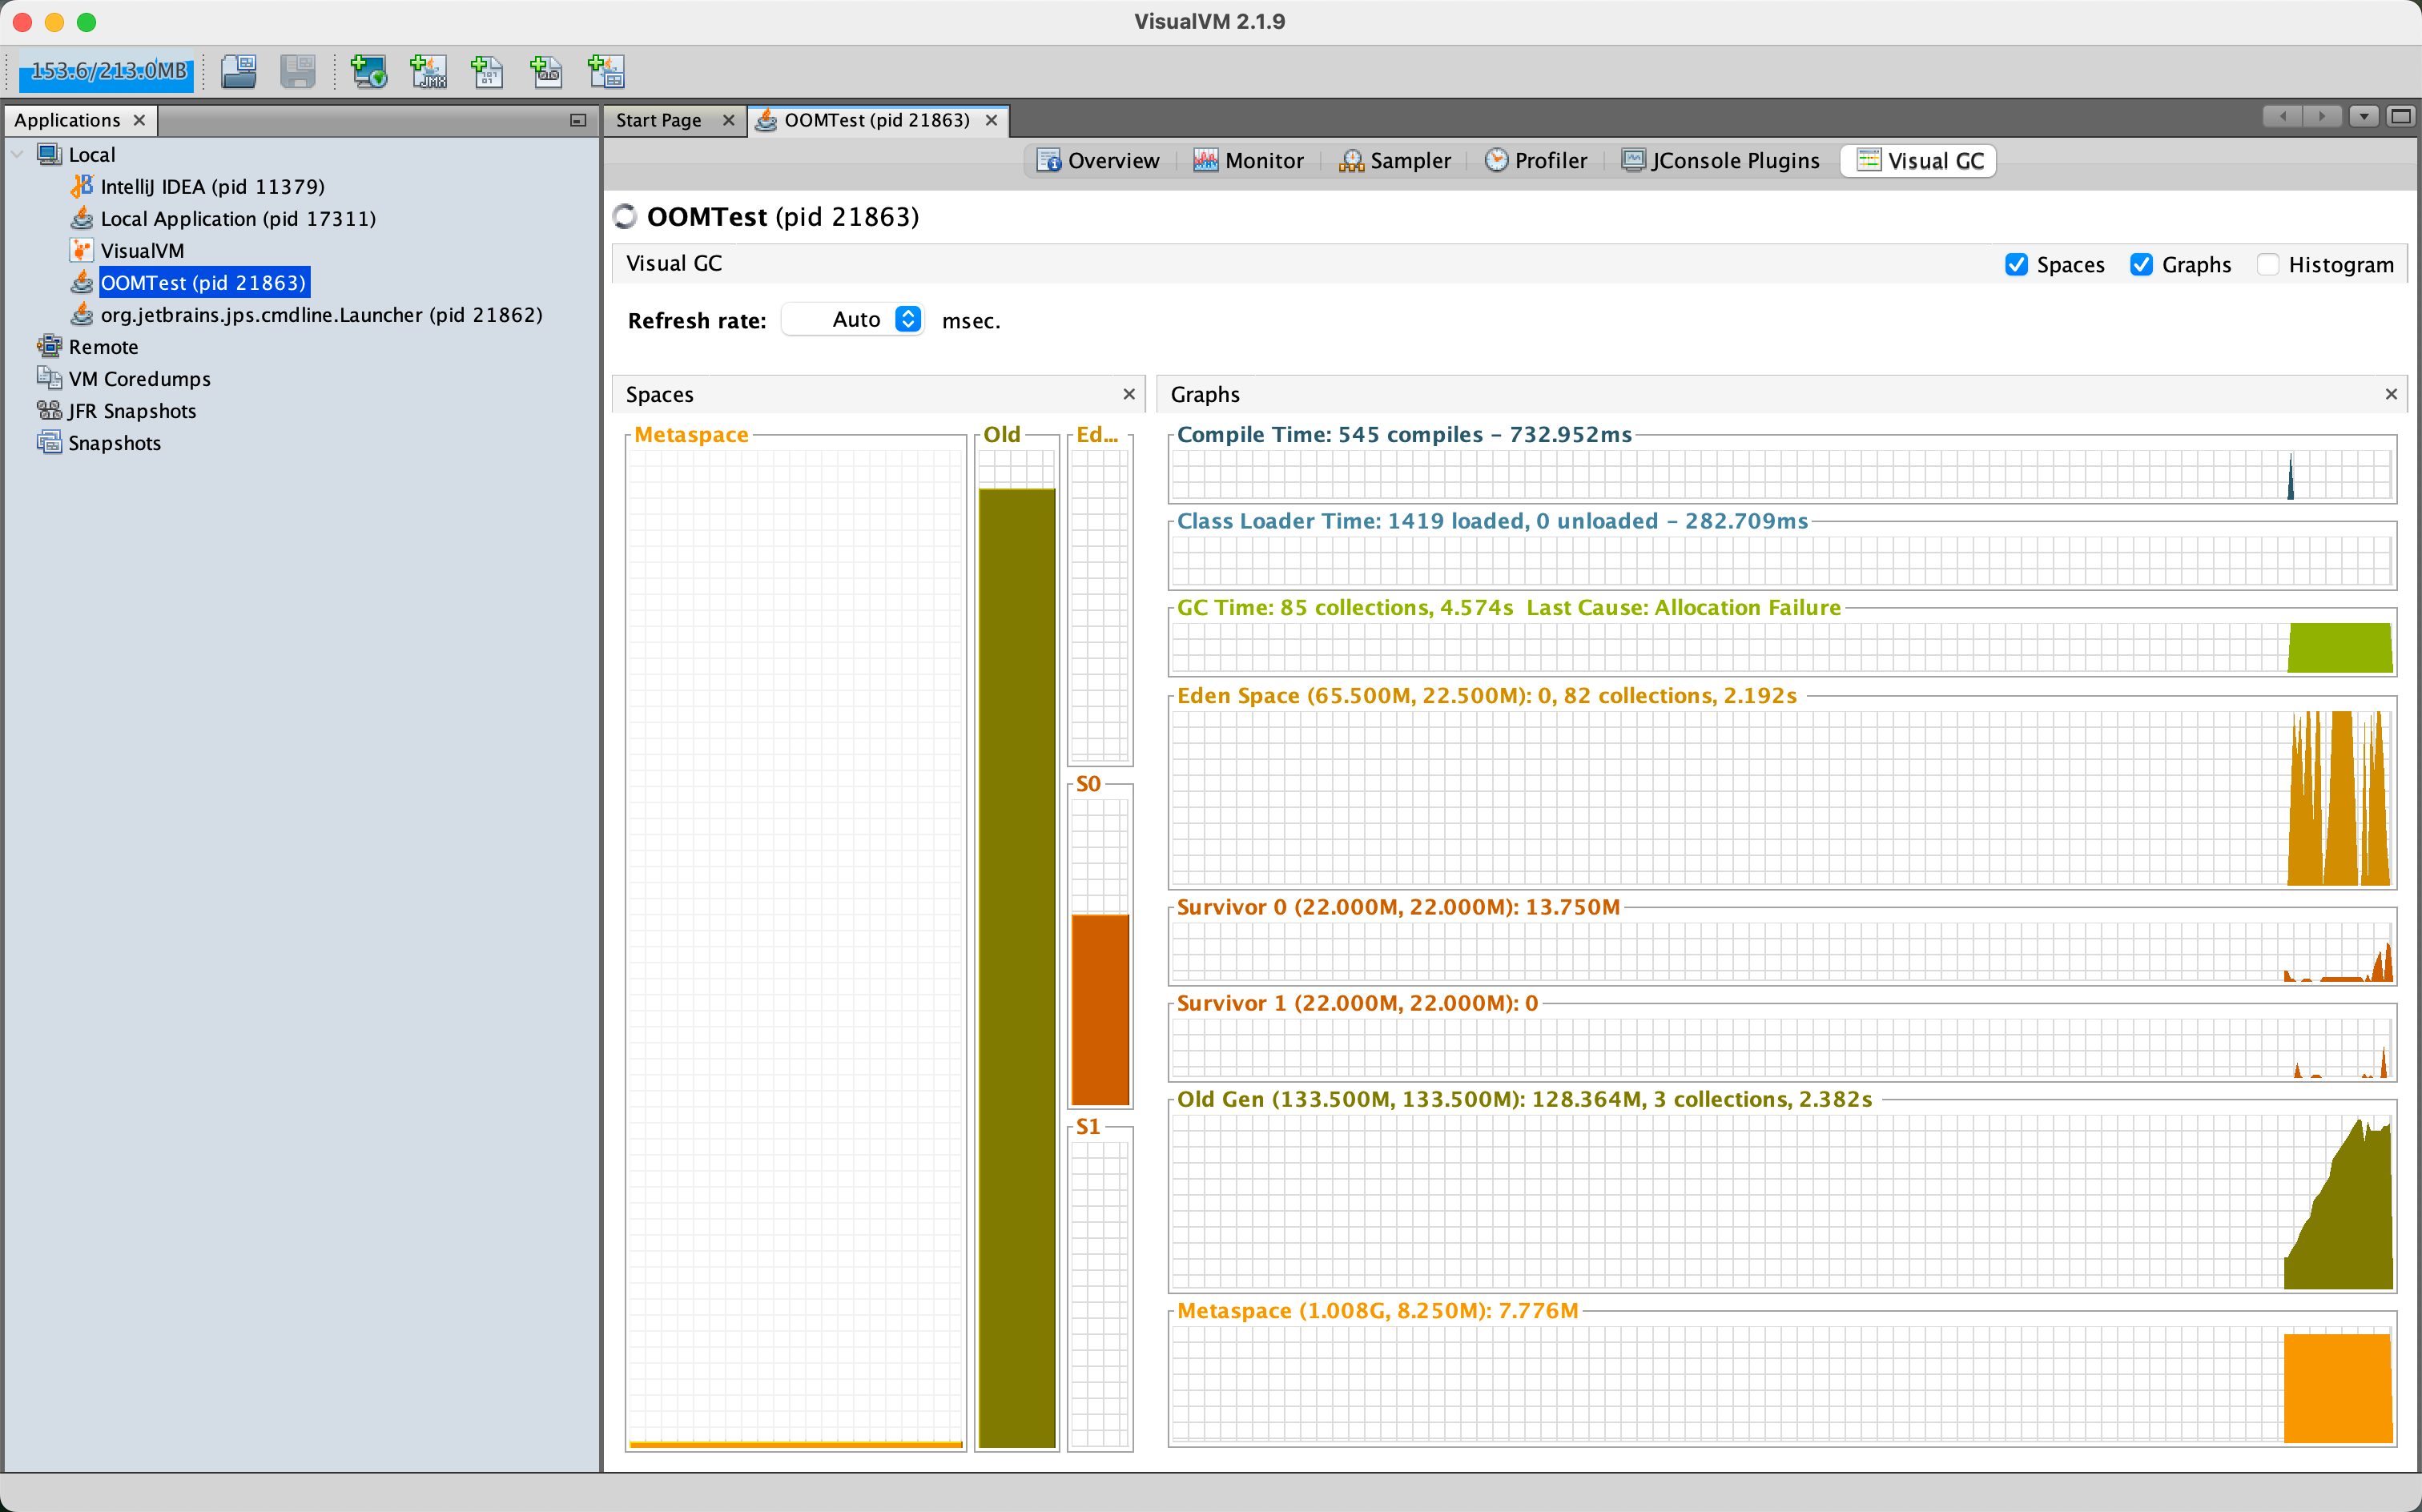 VisualVM 2.1.9
153.6/213.0MB
Applications
Start Page
OOMTest (pid 21863)
Local
IntelliJ IDEA (pid 11379)
Local Application (pid 17311)
VisualVM
OOMTest (pid 21863)
org.jetbrains.jps.cmdline.Launcher (pid 21862)
Remote
VM Coredumps
JFR Snapshots
Snapshots
Overview
Monitor
Sampler
Profiler
JConsole Plugins
Visual GC
OOMTest (pid 21863)
Visual GC
Spaces
Graphs
Histogram
Refresh rate: Auto msec.
Spaces
Metaspace
Old
Ed...
S0
S1
Graphs
Compile Time: 545 compiles – 732.952ms
Class Loader Time: 1419 loaded, 0 unloaded – 282.709ms
GC Time: 85 collections, 4.574s Last Cause: Allocation Failure
Eden Space (65.500M, 22.500M): 0, 82 collections, 2.192s
Survivor 0 (22.000M, 22.000M): 13.750M
Survivor 1 (22.000M, 22.000M): 0
Old Gen (133.500M, 133.500M): 128.364M, 3 collections, 2.382s
Metaspace (1.008G, 8.250M): 7.776M